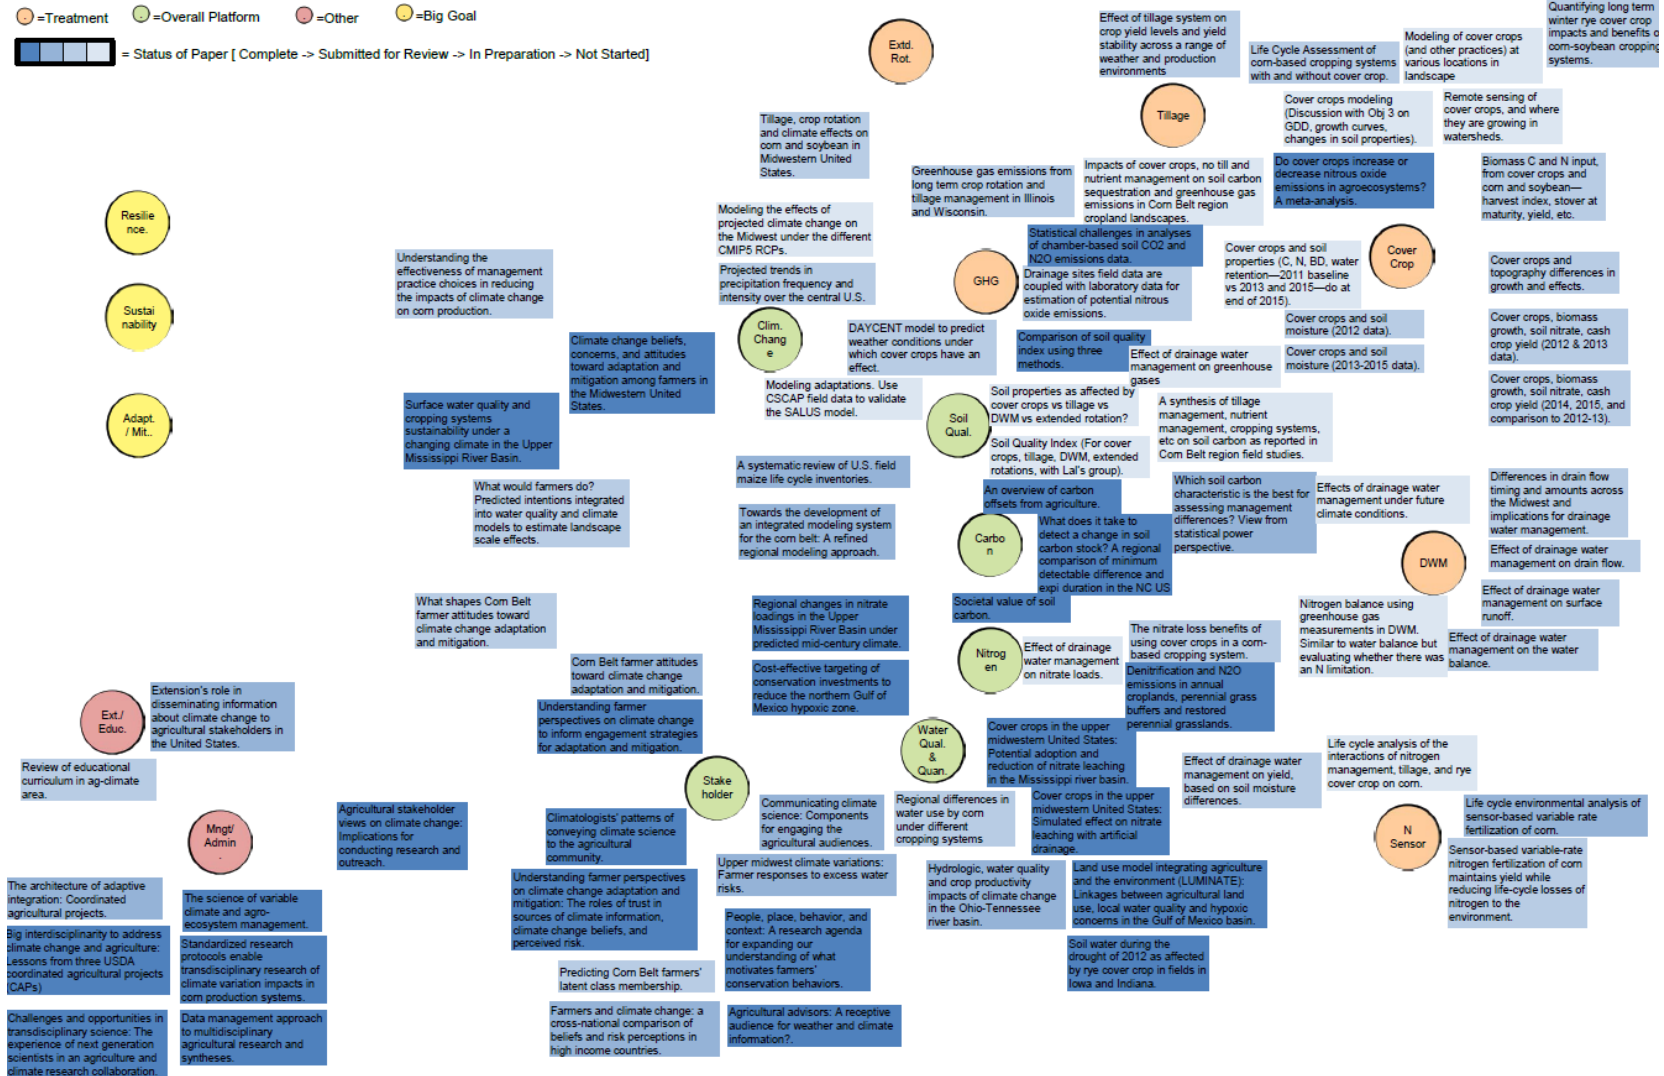 =Treatment
=Overall Platform
=Other
=Big Goal
= Status of Paper [ Complete -> Submitted for Review -> In Preparation -> Not Started]
Extd.
Rot.
Effect of tillage system on
crop yield levels and yield
stability across a range of
weather and production
environments
Life Cycle Assessment of
corn-based cropping systems
with and without cover crop.
Modeling of cover crops
(and other practices) at
various locations in
landscape
Quantifying long term
winter rye cover crop
impacts and benefits o
corn-soybean cropping
systems.
Tillage
Cover crops modeling
(Discussion with Obj 3 on
GDD, growth curves,
changes in soil properties).
Remote sensing of
cover crops, and where
they are growing in
watersheds.
Tillage, crop rotation
and climate effects on
corn and soybean in
Midwestern United
States.
Greenhouse gas emissions from
long term crop rotation and
tillage management in Illinois
and Wisconsin.
Impacts of cover crops, no till and
nutrient management on soil carbon
sequestration and greenhouse gas
emissions in Corn Belt region
cropland landscapes.
Do cover crops increase or
decrease nitrous oxide
emissions in agroecosystems?
A meta-analysis.
Biomass C and N input,
from cover crops and
corn and soybean—
harvest index, stover at
maturity, yield, etc.
Resilie
nce.
Modeling the effects of
projected climate change on
the Midwest under the different
CMIP5 RCPs.
Statistical challenges in analyses
of chamber-based soil CO2 and
N2O emissions data.
Cover crops and soil
properties (C, N, BD, water
retention—2011 baseline
vs 2013 and 2015—do at
end of 2015).
Cover
Crop
Understanding the
effectiveness of management
practice choices in reducing
the impacts of climate change
on corn production.
Projected trends in
precipitation frequency and
intensity over the central U.S.
GHG
Drainage sites field data are
coupled with laboratory data for
estimation of potential nitrous
oxide emissions.
Cover crops and
topography differences in
growth and effects.
Sustai
nability
Clim.
Chang
e
DAYCENT model to predict
weather conditions under
which cover crops have an
effect.
Comparison of soil quality
index using three
methods.
Cover crops and soil
moisture (2012 data).
Cover crops, biomass
growth, soil nitrate, cash
crop yield (2012 & 2013
data).
Climate change beliefs,
concerns, and attitudes
toward adaptation and
mitigation among farmers in
the Midwestern United
States.
Effect of drainage water
management on greenhouse
gases
Cover crops and soil
moisture (2013-2015 data).
Modeling adaptations. Use
CSCAP field data to validate
the SALUS model.
Cover crops, biomass
growth, soil nitrate, cash
crop yield (2014, 2015, and
comparison to 2012-13).
Adapt.
/ Mit..
Surface water quality and
cropping systems
sustainability under a
changing climate in the Upper
Mississippi River Basin.
Soil
Qual.
Soil properties as affected by
cover crops vs tillage vs
DWM vs extended rotation?
A synthesis of tillage
management, nutrient
management, cropping systems,
etc on soil carbon as reported in
Corn Belt region field studies.
Soil Quality Index (For cover
crops, tillage, DWM, extended
rotations, with Lal's group).
A systematic review of U.S. field
maize life cycle inventories.
What would farmers do?
Predicted intentions integrated
into water quality and climate
models to estimate landscape
scale effects.
An overview of carbon
offsets from agriculture.
Which soil carbon
characteristic is the best for
assessing management
differences? View from
statistical power
perspective.
Effects of drainage water
management under future
climate conditions.
Differences in drain flow
timing and amounts across
the Midwest and
implications for drainage
water management.
Towards the development of
an integrated modeling system
for the corn belt: A refined
regional modeling approach.
Carbo
n
What does it take to
detect a change in soil
carbon stock? A regional
comparison of minimum
detectable difference and
expi duration in the NC US
DWM
Effect of drainage water
management on drain flow.
What shapes Corn Belt
farmer attitudes toward
climate change adaptation
and mitigation.
Regional changes in nitrate
loadings in the Upper
Mississippi River Basin under
predicted mid-century climate.
Societal value of soil
carbon.
Nitrogen balance using
greenhouse gas
measurements in DWM.
Similar to water balance but
evaluating whether there was
an N limitation.
Effect of drainage water
management on surface
runoff.
Nitrog
en
Effect of drainage
water management
on nitrate loads.
The nitrate loss benefits of
using cover crops in a corn-
based cropping system.
Effect of drainage water
management on the water
balance.
Corn Belt farmer attitudes
toward climate change
adaptation and mitigation.
Cost-effective targeting of
conservation investments to
reduce the northern Gulf of
Mexico hypoxic zone.
Denitrification and N2O
emissions in annual
croplands, perennial grass
buffers and restored
perennial grasslands.
Ext./
Educ.
Extension's role in
disseminating information
about climate change to
agricultural stakeholders in
the United States.
Understanding farmer
perspectives on climate change
to inform engagement strategies
for adaptation and mitigation.
Water
Qual.
&
Quan.
Cover crops in the upper
midwestern United States:
Potential adoption and
reduction of nitrate leaching
in the Mississippi river basin.
Life cycle analysis of the
interactions of nitrogen
management, tillage, and rye
cover crop on corn.
Review of educational
curriculum in ag-climate
area.
Stake
holder
Effect of drainage water
management on yield,
based on soil moisture
differences.
Mngt/
Admin
.
Agricultural stakeholder
views on climate change:
Implications for
conducting research and
outreach.
Climatologists' patterns of
conveying climate science
to the agricultural
community.
Communicating climate
science: Components
for engaging the
agricultural audiences.
Regional differences in
water use by corn
under different
cropping systems
Cover crops in the upper
midwestern United States:
Simulated effect on nitrate
leaching with artificial
drainage.
N
Sensor
Life cycle environmental analysis of
sensor-based variable rate
fertilization of corn.
Sensor-based variable-rate
nitrogen fertilization of corn
maintains yield while
reducing life-cycle losses of
nitrogen to the
environment.
Upper midwest climate variations:
Farmer responses to excess water
risks.
Hydrologic, water quality
and crop productivity
impacts of climate change
in the Ohio-Tennessee
river basin.
Land use model integrating agriculture
and the environment (LUMINATE):
Linkages between agricultural land
use, local water quality and hypoxic
concerns in the Gulf of Mexico basin.
The architecture of adaptive
integration: Coordinated
agricultural projects.
The science of variable
climate and agro-
ecosystem management.
Understanding farmer perspectives
on climate change adaptation and
mitigation: The roles of trust in
sources of climate information,
climate change beliefs, and
perceived risk.
People, place, behavior, and
context: A research agenda
for expanding our
understanding of what
motivates farmers'
conservation behaviors.
Big interdisciplinarity to address
climate change and agriculture:
Lessons from three USDA
coordinated agricultural projects
(CAPs)
Standardized research
protocols enable
transdisciplinary research of
climate variation impacts in
corn production systems.
Soil water during the
drought of 2012 as affected
by rye cover crop in fields in
Iowa and Indiana.
Predicting Corn Belt farmers'
latent class membership.
Challenges and opportunities in
transdisciplinary science: The
experience of next generation
scientists in an agriculture and
climate research collaboration.
Data management approach
to multidisciplinary
agricultural research and
syntheses.
Farmers and climate change: a
cross-national comparison of
beliefs and risk perceptions in
high income countries.
Agricultural advisors: A receptive
audience for weather and climate
information?.